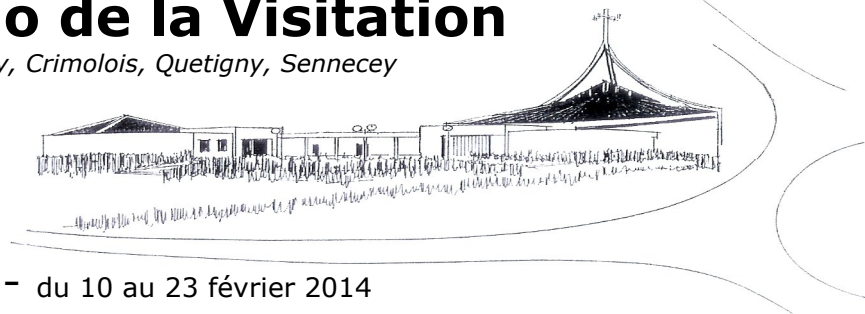 o de la Visitation
y, Crimolois, Quetigny, Sennecey
- du 10 au 23 février 2014